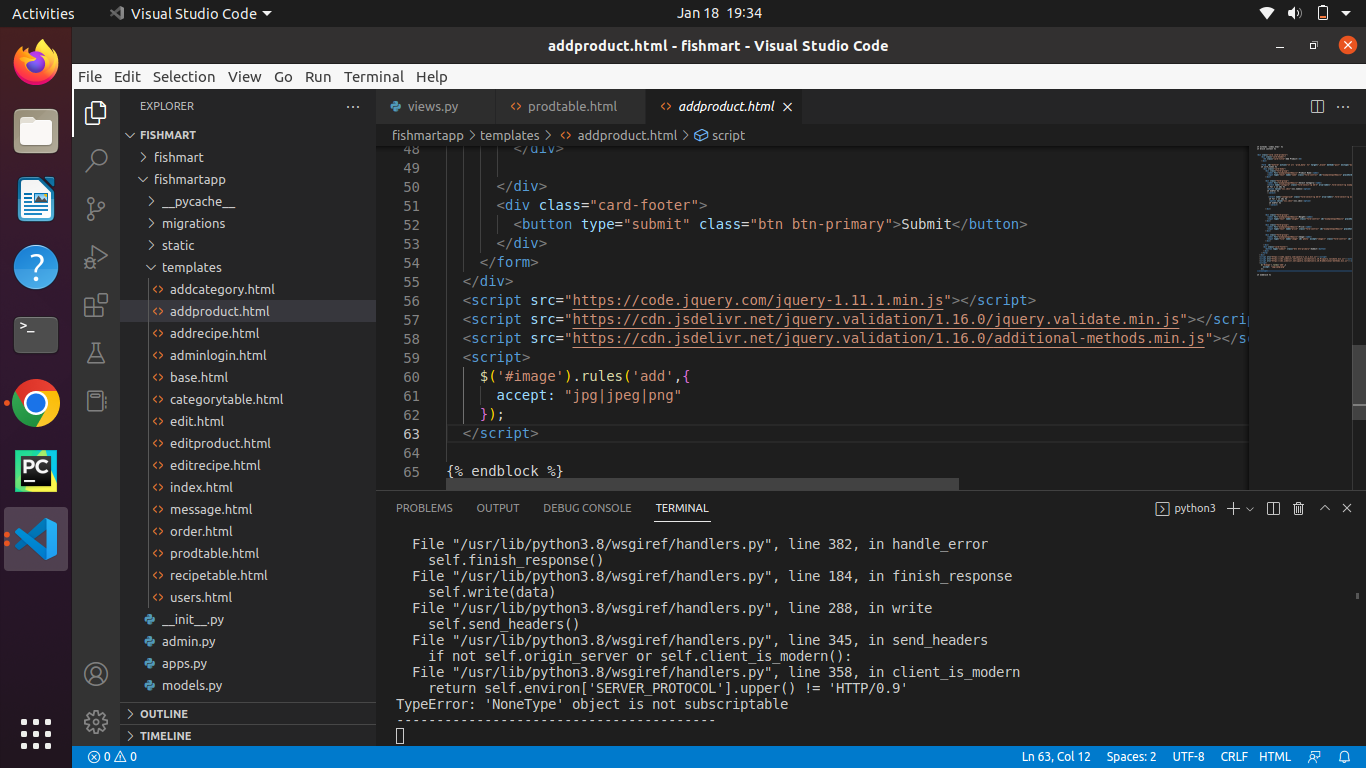 Activities Visual Studio Code Jan 18 19:34
addproduct.html - fishmart - Visual Studio Code
File Edit Selection View Go Run Terminal Help
EXPLORER
FISHMART
fishmart
fishmartapp
__pycache__
migrations
static
templates
addcategory.html
addproduct.html
addrecipe.html
adminlogin.html
base.html
categorytable.html
edit.html
editproduct.html
editrecipe.html
index.html
message.html
order.html
prodtable.html
recipetable.html
users.html
__init__.py
admin.py
apps.py
models.py
OUTLINE
TIMELINE
views.py prodtable.html addproduct.html
fishmartapp > templates > addproduct.html > script
48 </div>
49
50 </div>
51 <div class="card-footer">
52 <button type="submit" class="btn btn-primary">Submit</button>
53 </div>
54 </form>
55 </div>
56 <script src="https://code.jquery.com/jquery-1.11.1.min.js"></script>
57 <script src="https://cdn.jsdelivr.net/jquery.validation/1.16.0/jquery.validate.min.js"></scrip
58 <script src="https://cdn.jsdelivr.net/jquery.validation/1.16.0/additional-methods.min.js"></sc
59 <script>
60 $('#image').rules('add',{
61 accept: "jpg|jpeg|png"
62 });
63 </script>
64
65 {% endblock %}
PROBLEMS OUTPUT DEBUG CONSOLE TERMINAL python3
File "/usr/lib/python3.8/wsgiref/handlers.py", line 382, in handle_error
self.finish_response()
File "/usr/lib/python3.8/wsgiref/handlers.py", line 184, in finish_response
self.write(data)
File "/usr/lib/python3.8/wsgiref/handlers.py", line 288, in write
self.send_headers()
File "/usr/lib/python3.8/wsgiref/handlers.py", line 345, in send_headers
if not self.origin_server or self.client_is_modern():
File "/usr/lib/python3.8/wsgiref/handlers.py", line 358, in client_is_modern
return self.environ['SERVER_PROTOCOL'].upper() != 'HTTP/0.9'
TypeError: 'NoneType' object is not subscriptable
----------------------------------------
0 0 Ln 63, Col 12 Spaces: 2 UTF-8 CRLF HTML
>_
PC